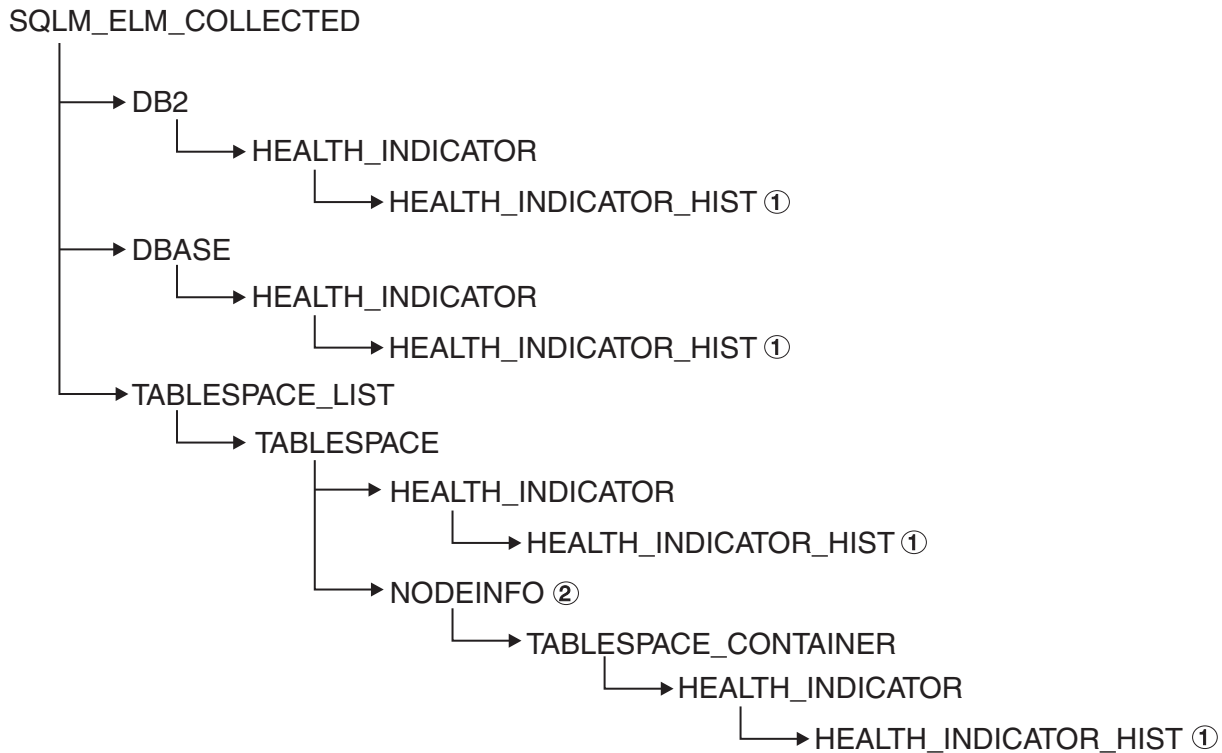 SQLM_ELM_COLLECTED
DB2
HEALTH_INDICATOR
HEALTH_INDICATOR_HIST ①
DBASE
HEALTH_INDICATOR
HEALTH_INDICATOR_HIST ①
TABLESPACE_LIST
TABLESPACE
HEALTH_INDICATOR
HEALTH_INDICATOR_HIST ①
NODEINFO ②
TABLESPACE_CONTAINER
HEALTH_INDICATOR
HEALTH_INDICATOR_HIST ①